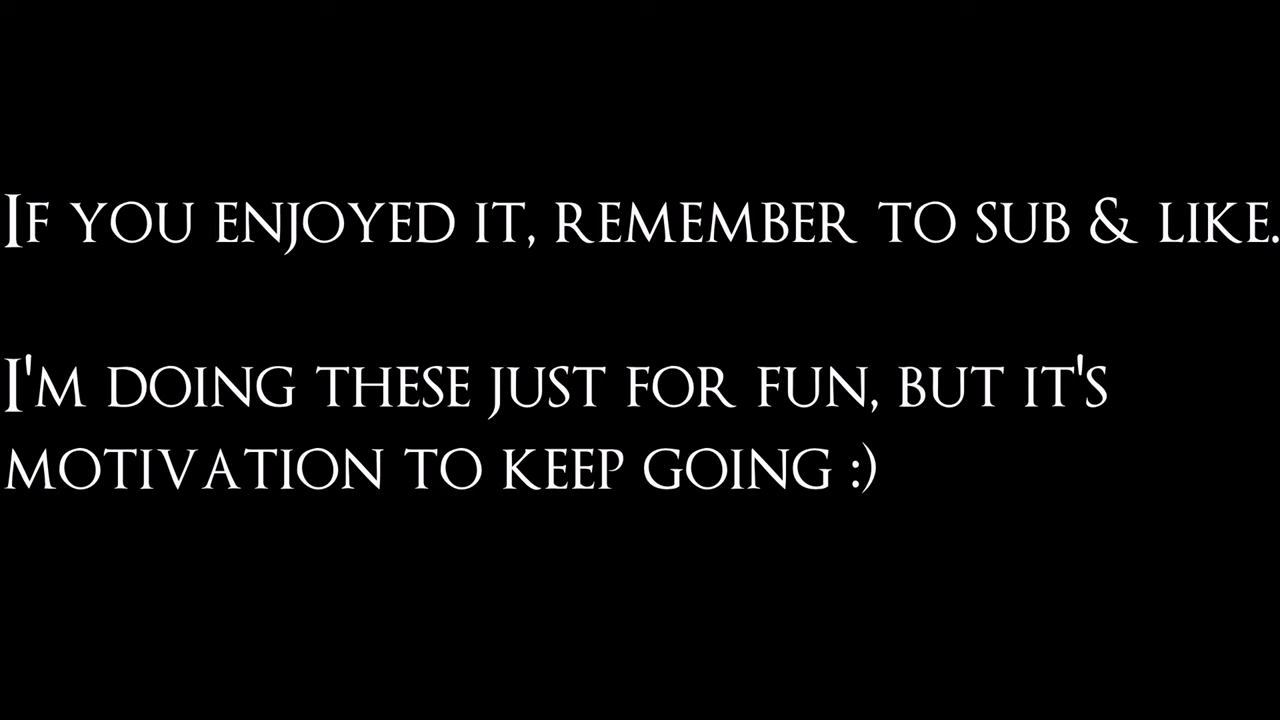 If you enjoyed it, remember to sub & like.
I'm doing these just for fun, but it's
motivation to keep going :)